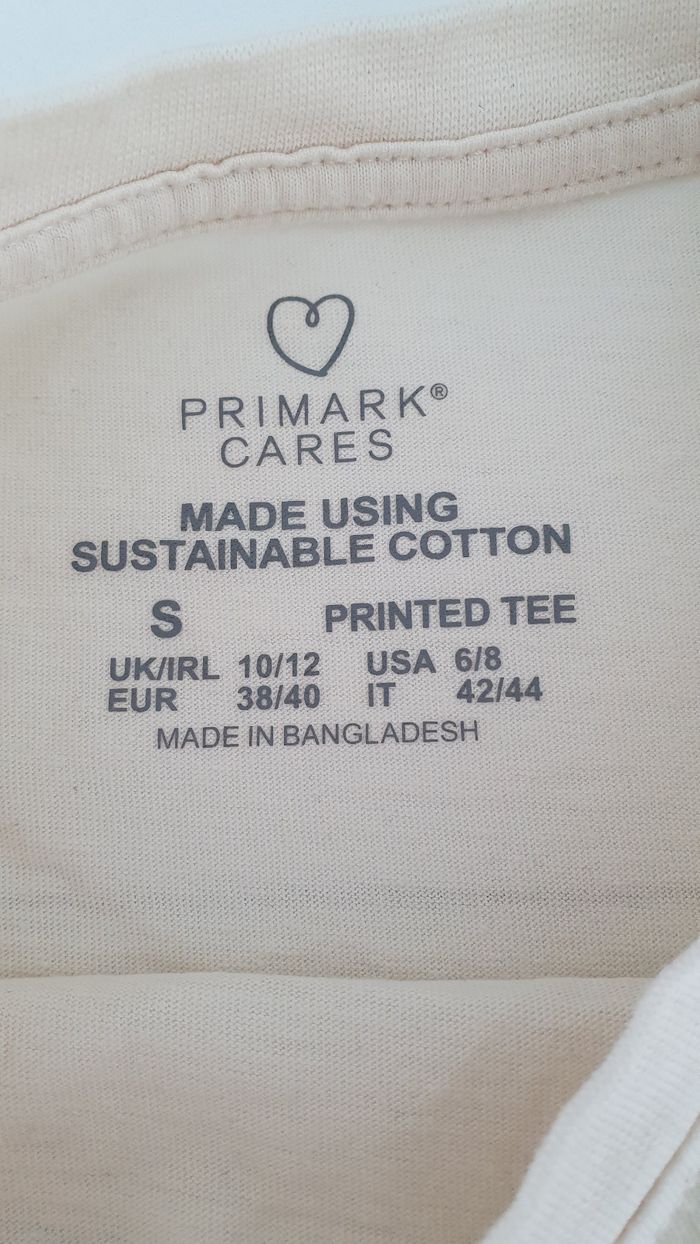 PRIMARK®
CARES
MADE USING
SUSTAINABLE COTTON
S PRINTED TEE
UK/IRL 10/12 USA 6/8
EUR 38/40 IT 42/44
MADE IN BANGLADESH